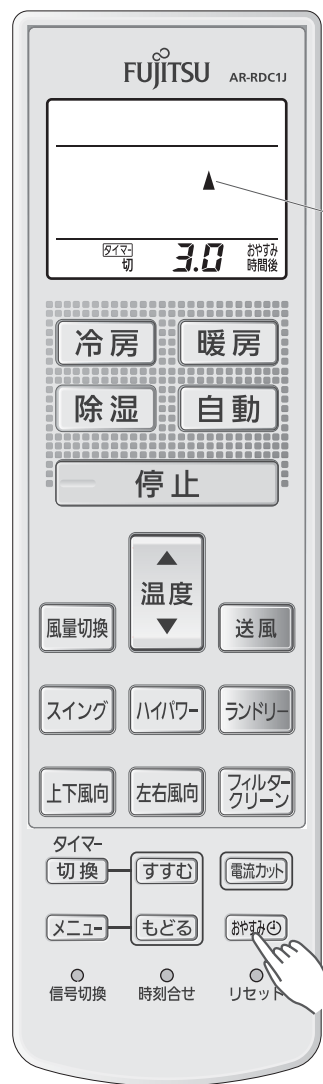 FUJITSU AR-RDC1J
タイマー 切 3.0 おやすみ 時間後
冷房 暖房
除湿 自動
停止
温度
風量切換 送風
スイング ハイパワー ランドリー
上下風向 左右風向 フィルター クリーン
タイマー
切換 すすむ 電流カット
メニュー もどる おやすみ
信号切換 時刻合せ リセット